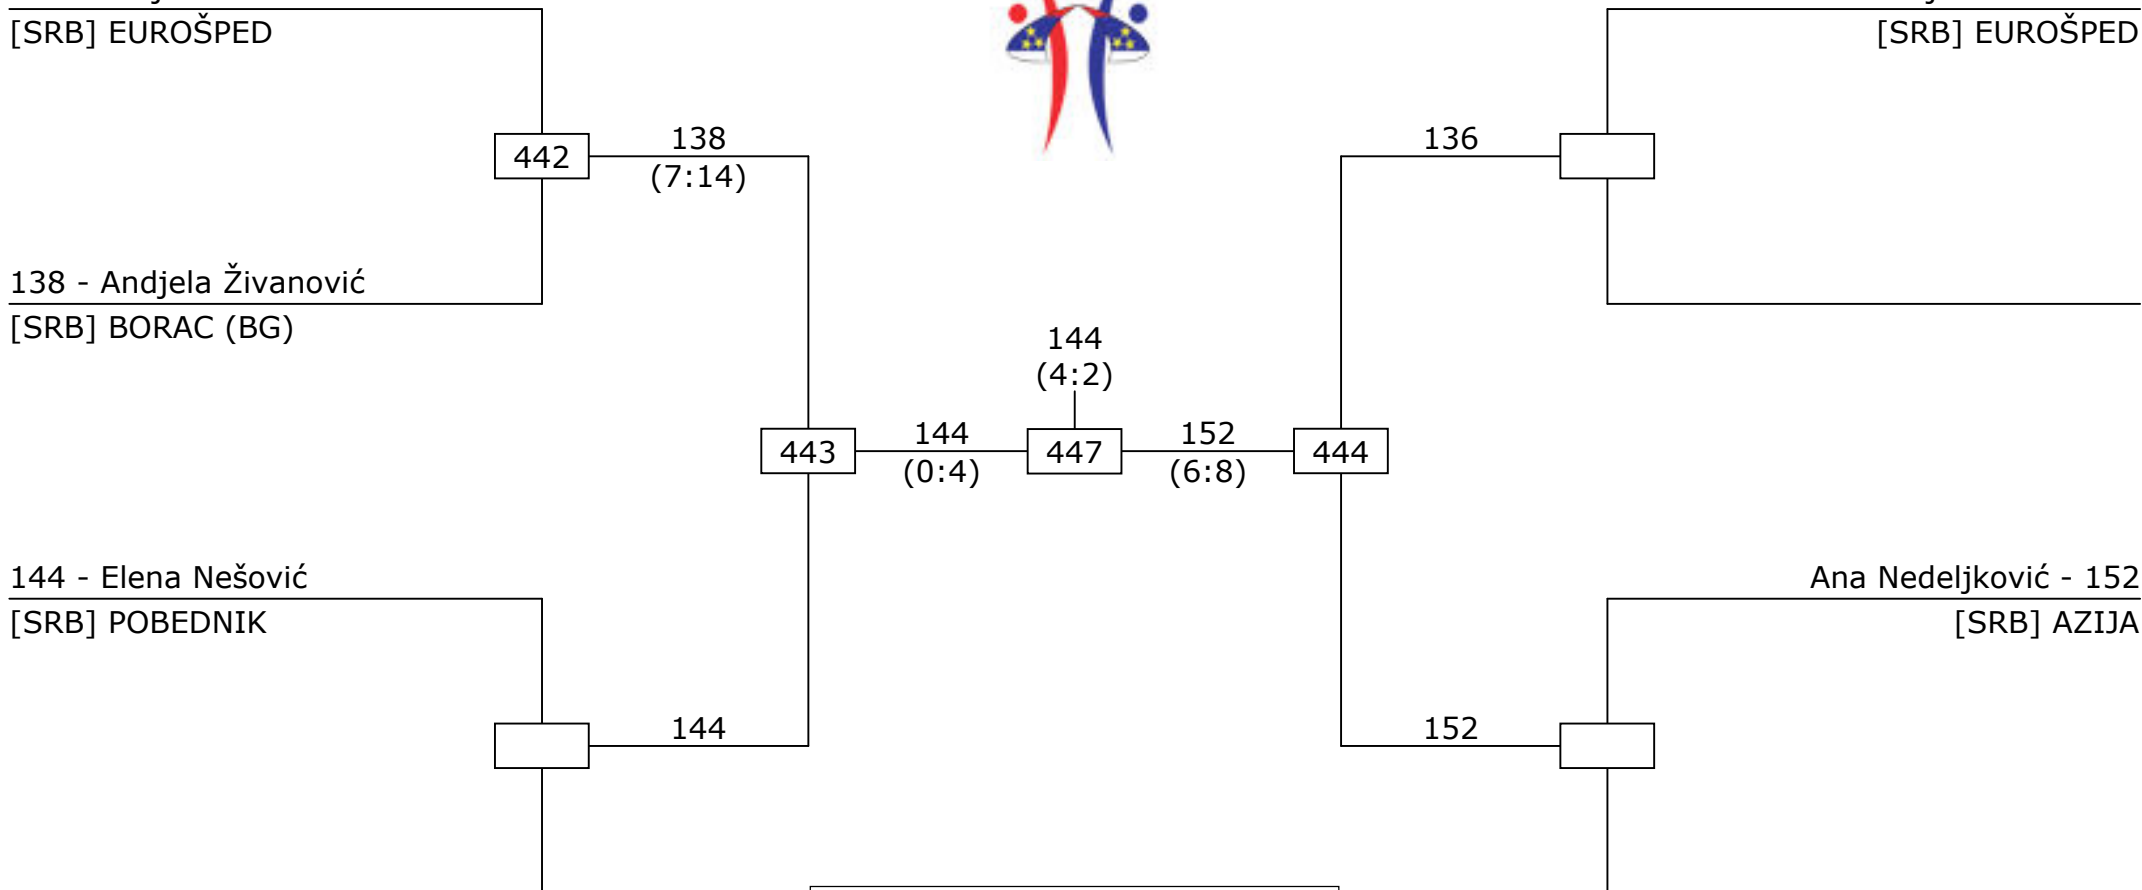 [SRB] EUROŠPED
[SRB] EUROŠPED
442
138
(7:14)
136
138 - Andjela Živanović
[SRB] BORAC (BG)
144
(4:2)
443
144
(0:4)
447
152
(6:8)
444
144 - Elena Nešović
[SRB] POBEDNIK
Ana Nedeljković - 152
[SRB] AZIJA
144
152